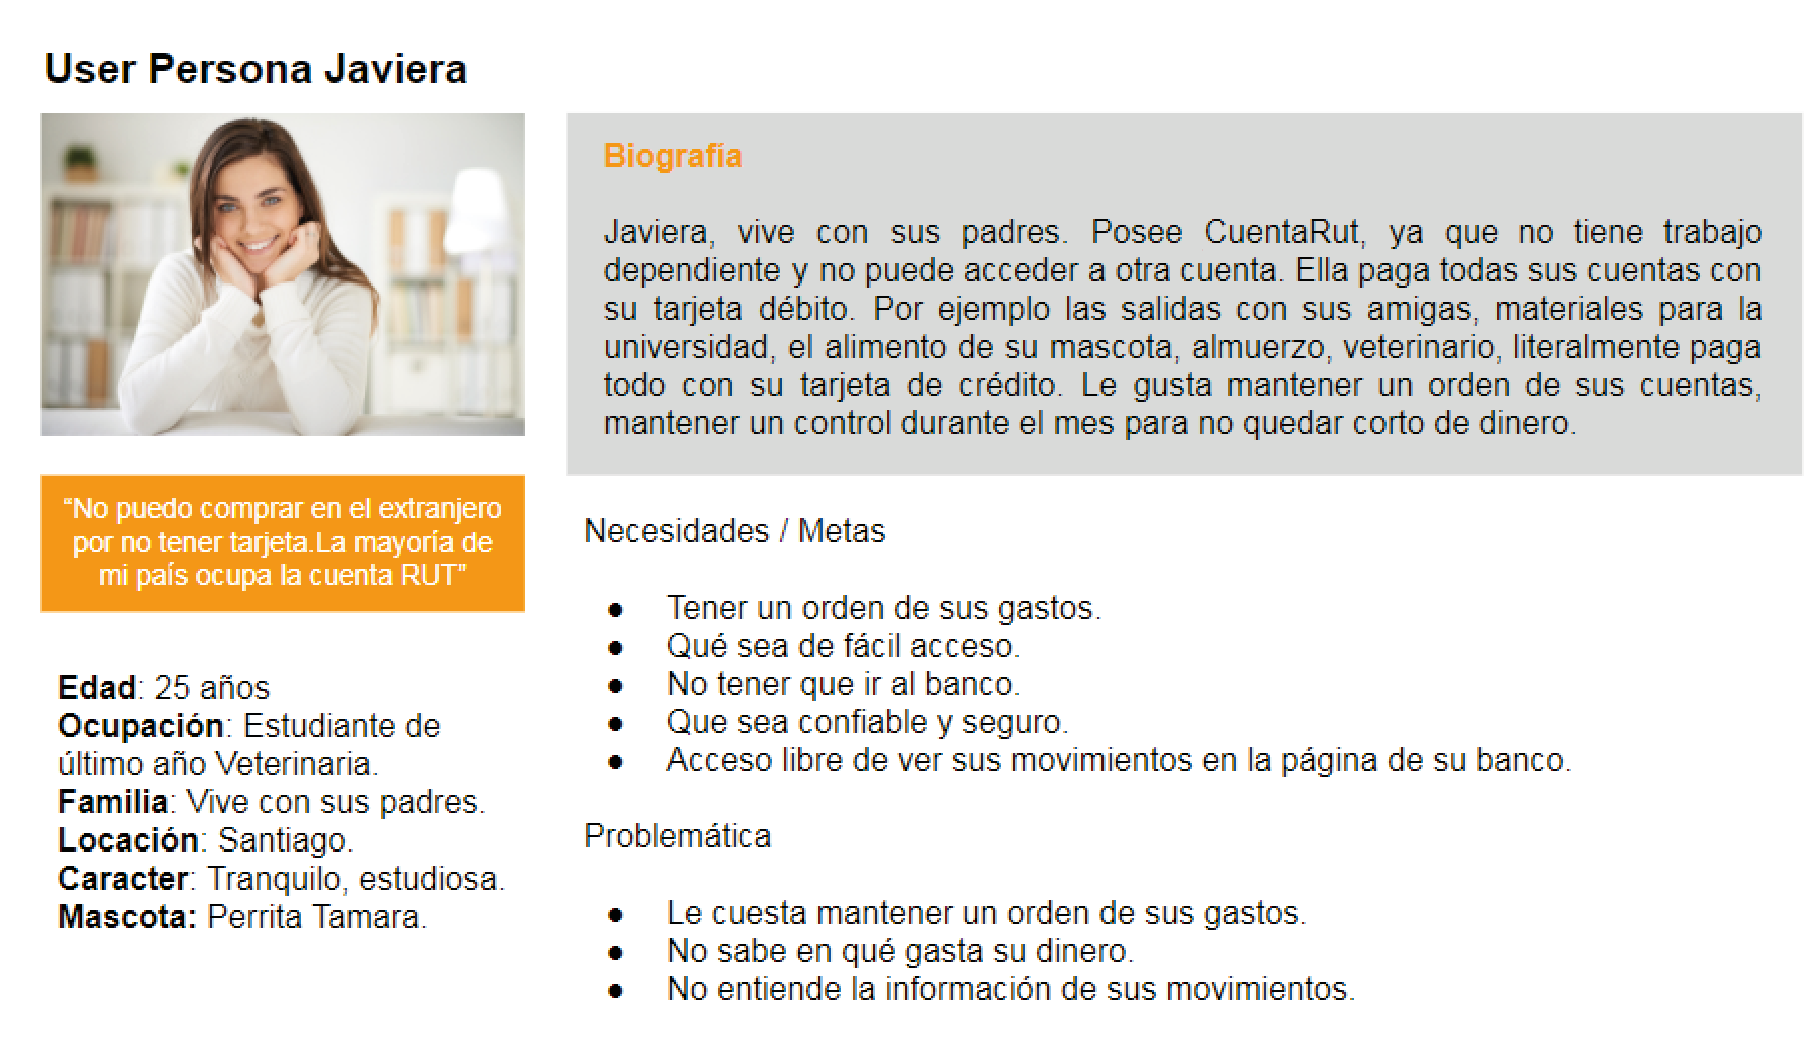 User Persona Javiera
“No puedo comprar en el extranjero
por no tener tarjeta.La mayoría de
mi país ocupa la cuenta RUT”
Edad: 25 años
Ocupación: Estudiante de
último año Veterinaria.
Familia: Vive con sus padres.
Locación: Santiago.
Caracter: Tranquilo, estudiosa.
Mascota: Perrita Tamara.
Biografía
Javiera, vive con sus padres. Posee CuentaRut, ya que no tiene trabajo
dependiente y no puede acceder a otra cuenta. Ella paga todas sus cuentas con
su tarjeta débito. Por ejemplo las salidas con sus amigas, materiales para la
universidad, el alimento de su mascota, almuerzo, veterinario, literalmente paga
todo con su tarjeta de crédito. Le gusta mantener un orden de sus cuentas,
mantener un control durante el mes para no quedar corto de dinero.
Necesidades / Metas
● Tener un orden de sus gastos.
● Qué sea de fácil acceso.
● No tener que ir al banco.
● Que sea confiable y seguro.
● Acceso libre de ver sus movimientos en la página de su banco.
Problemática
● Le cuesta mantener un orden de sus gastos.
● No sabe en qué gasta su dinero.
● No entiende la información de sus movimientos.